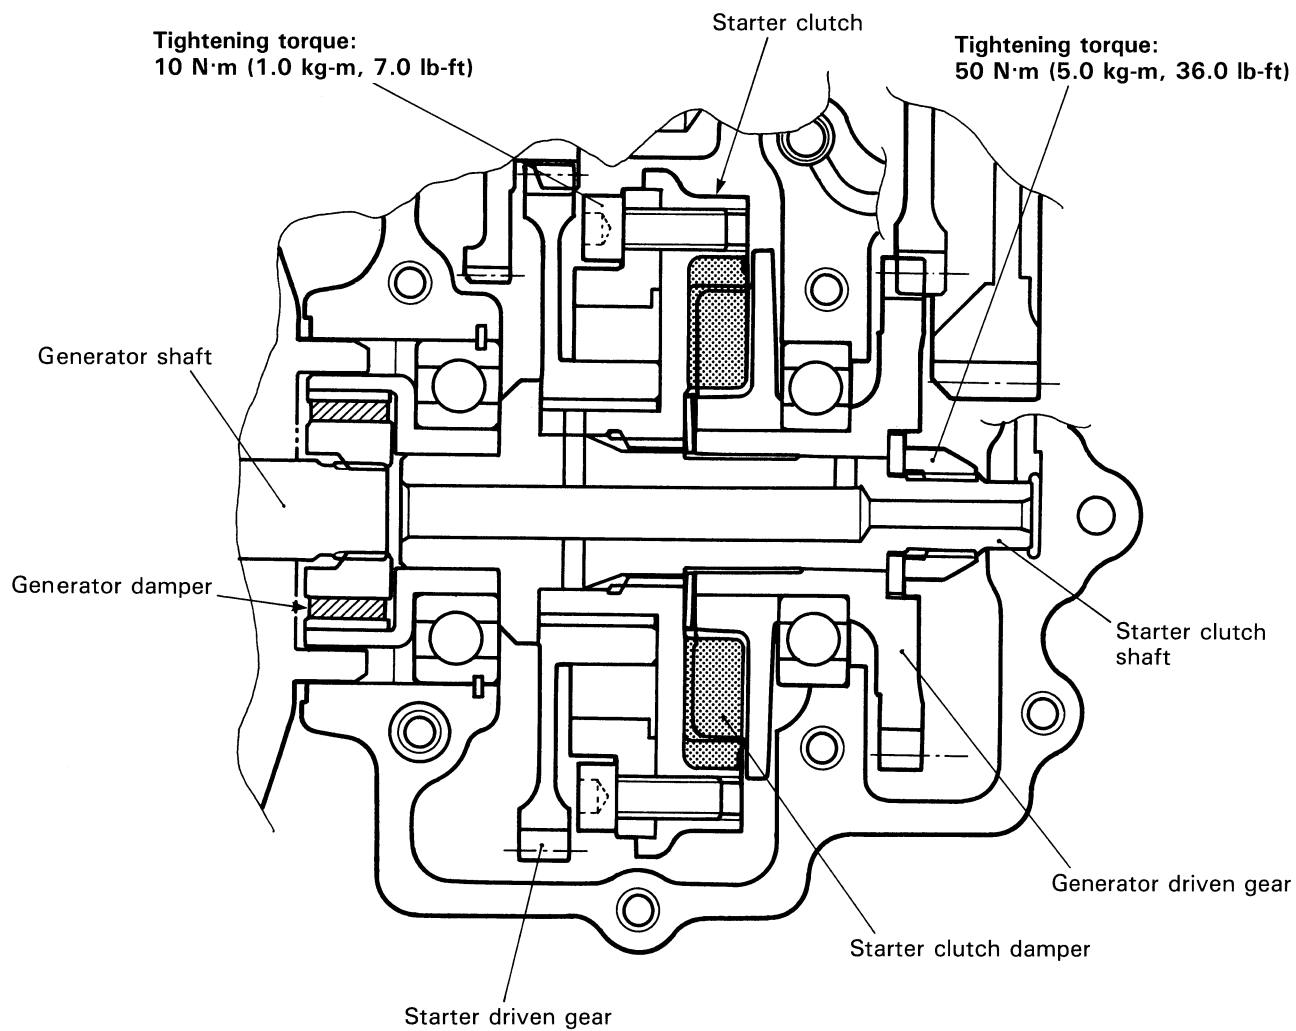 Starter clutch
Tightening torque:
10 N·m (1.0 kg-m, 7.0 lb-ft)
Tightening torque:
50 N·m (5.0 kg-m, 36.0 lb-ft)
Generator shaft
Generator damper
Starter clutch
shaft
Generator driven gear
Starter clutch damper
Starter driven gear